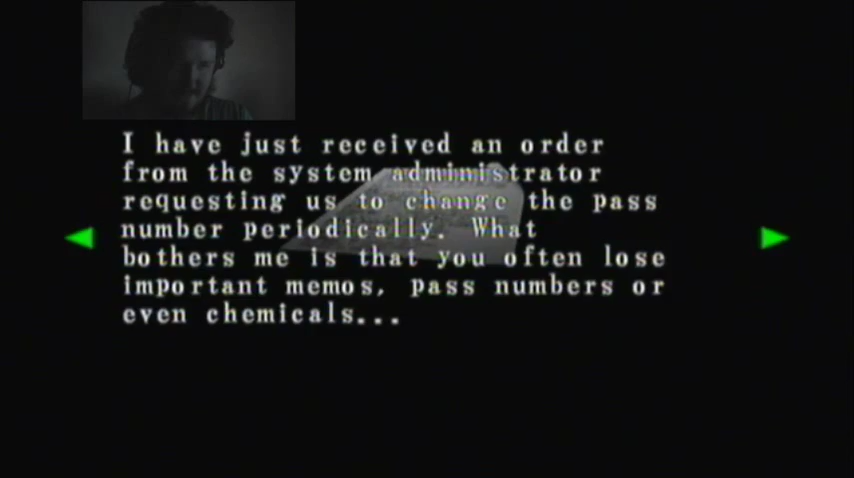 I have just received an order
from the system administrator
requesting us to change the pass
number periodically. What
bothers me is that you often lose
important memos, pass numbers or
even chemicals...